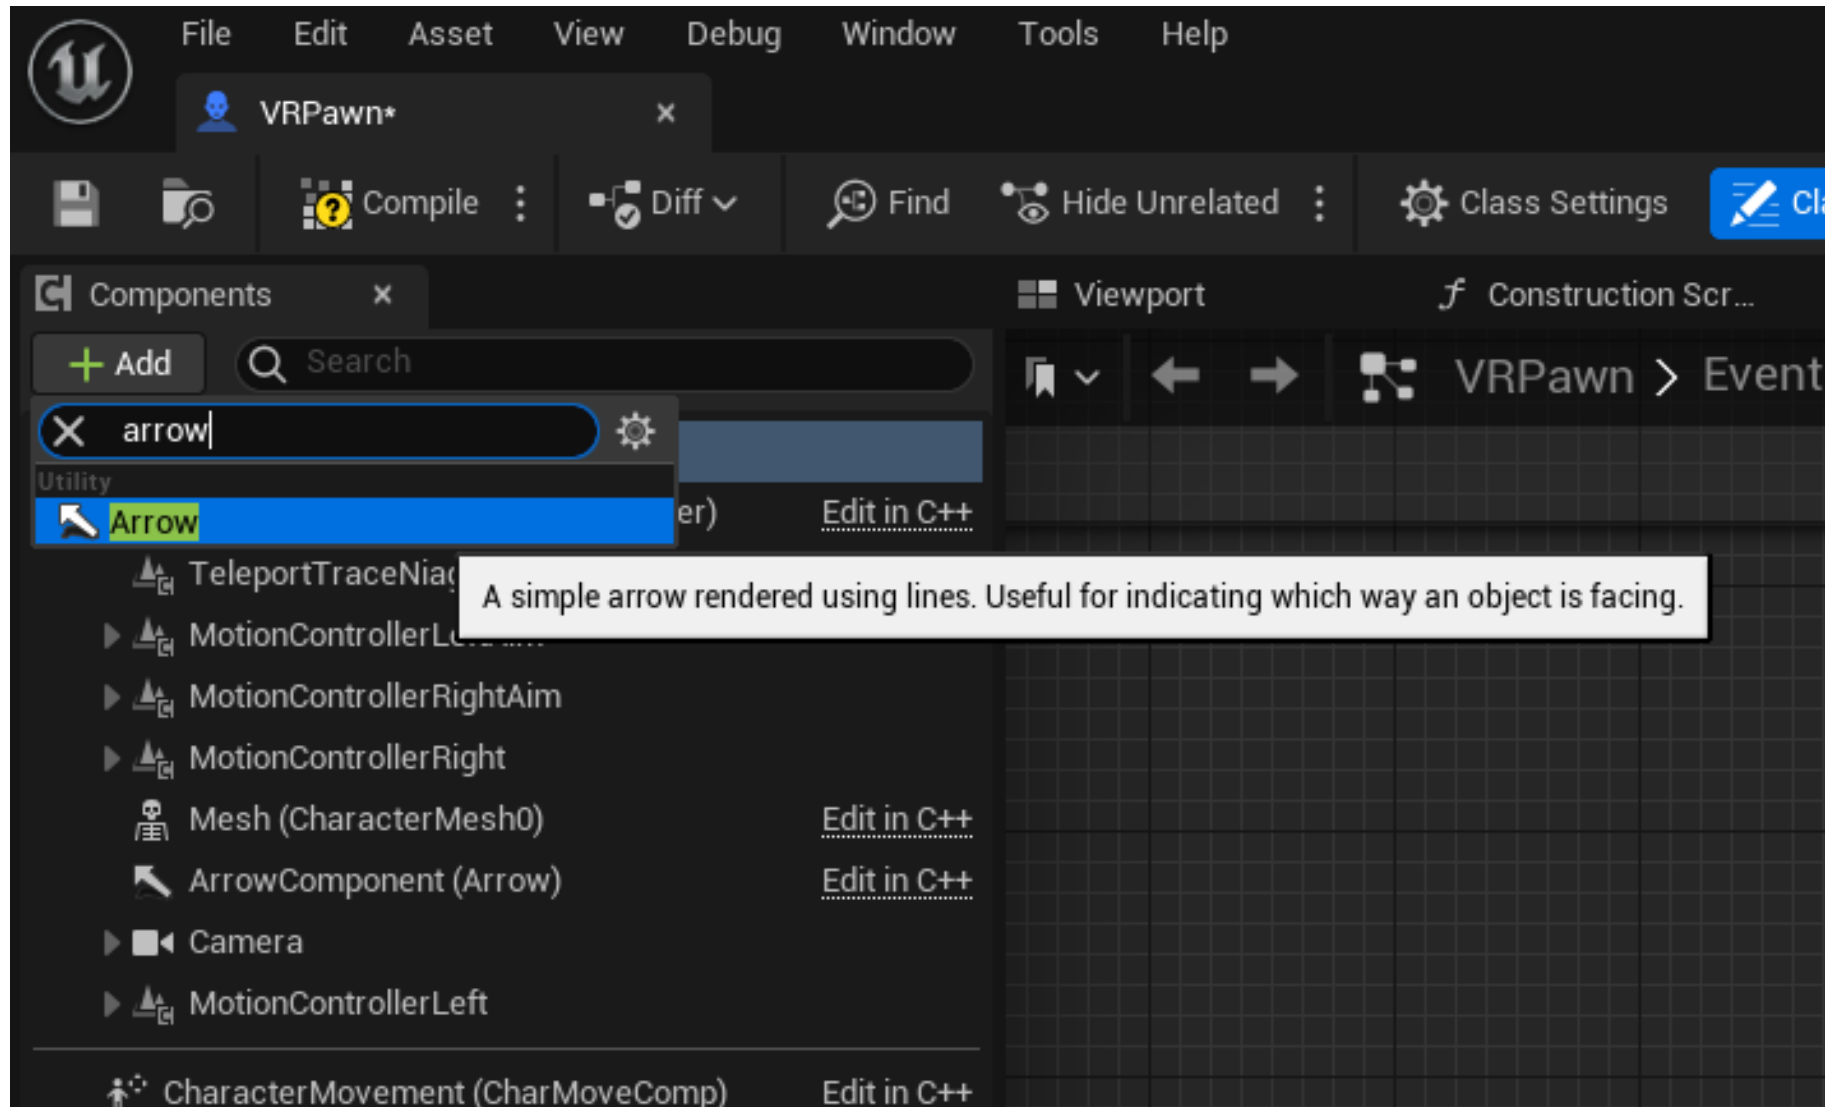 File Edit Asset View Debug Window Tools Help
VRPawn*
Compile Diff Find Hide Unrelated Class Settings
Components Viewport Construction Scr...
Add Search
VRPawn > Event
arrow
Utility
Arrow
er) Edit in C++
A simple arrow rendered using lines. Useful for indicating which way an object is facing.
MotionControllerRightAim
MotionControllerRight
Mesh (CharacterMesh0) Edit in C++
ArrowComponent (Arrow) Edit in C++
Camera
MotionControllerLeft
CharacterMovement (CharMoveComp) Edit in C++